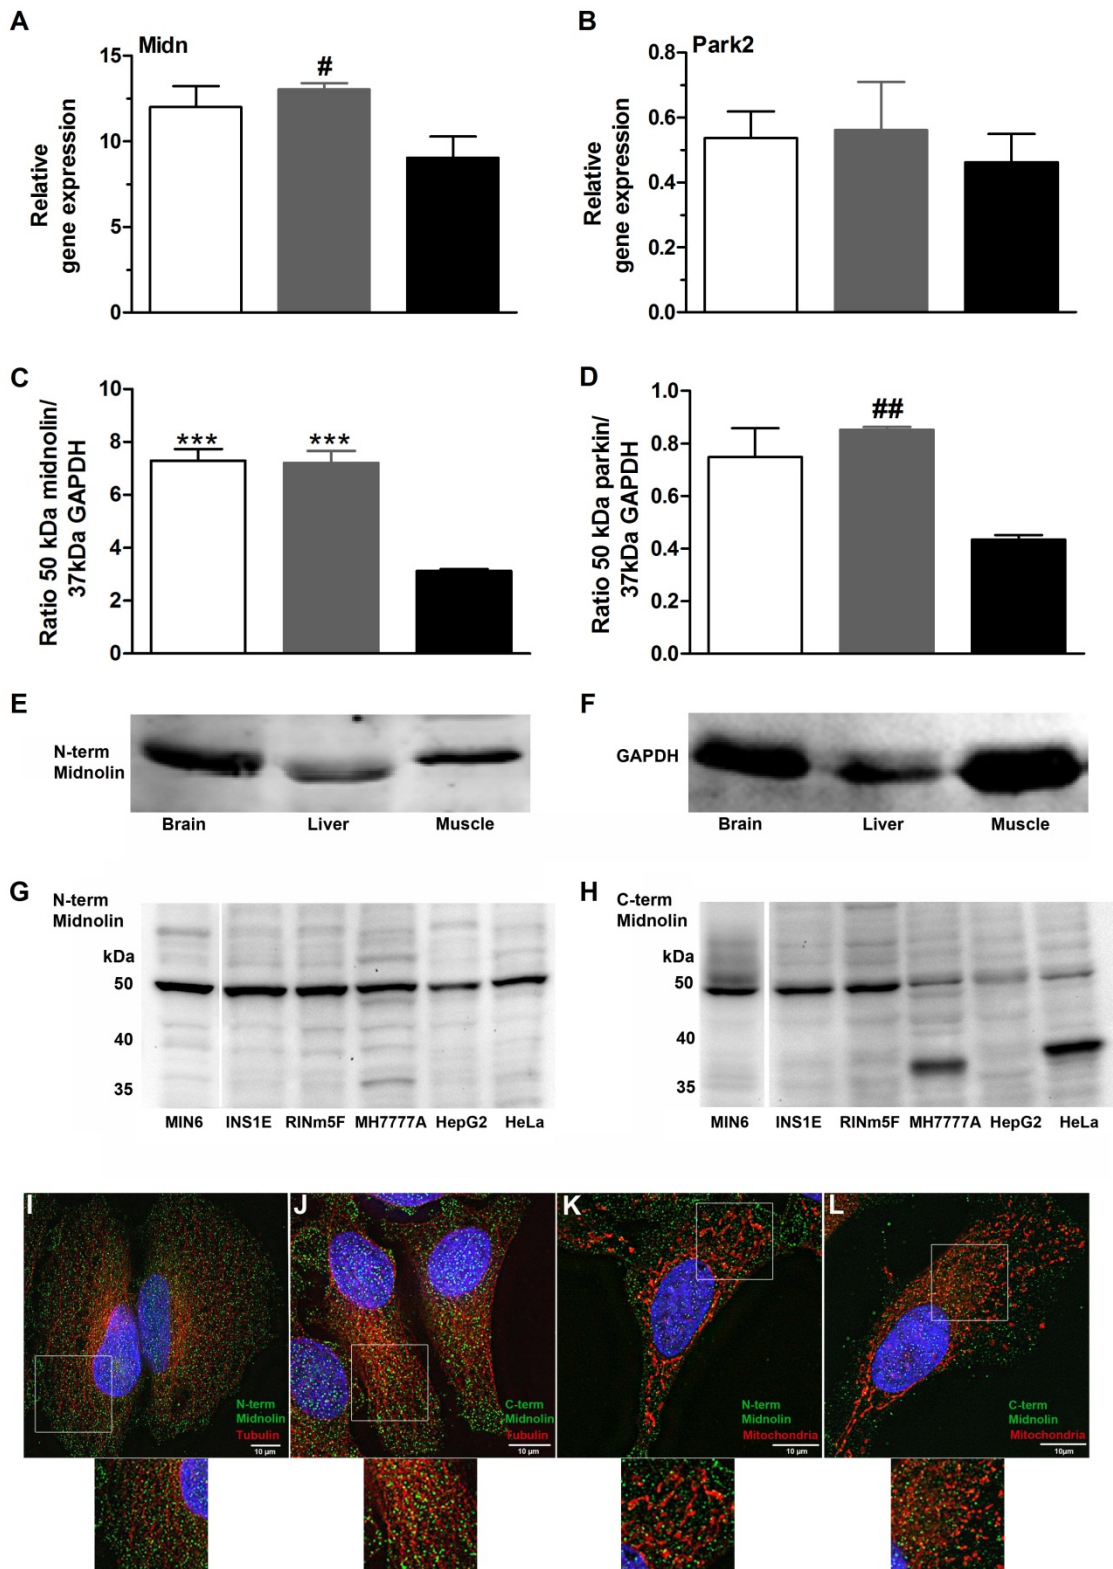 A
Midn
#
15
10
5
0
Relative
gene expression
B
Park2
0.8
0.6
0.4
0.2
0.0
Relative
gene expression
C
10
8
6
4
2
0
*** ***
Ratio 50 kDa midnolin/
37kDa GAPDH
D
1.0
0.8
0.6
0.4
0.2
0.0
##
Ratio 50 kDa parkin/
37kDa GAPDH
E
N-term
Midnolin
Brain Liver Muscle
F
GAPDH
Brain Liver Muscle
G
N-term
Midnolin
kDa
50
40
35
MIN6 INS1E RINm5F MH7777A HepG2 HeLa
H
C-term
Midnolin
kDa
50
40
35
MIN6 INS1E RINm5F MH7777A HepG2 HeLa
I
N-term
Midnolin
Tubulin
10 µm
J
C-term
Midnolin
Tubulin
10 µm
K
N-term
Midnolin
Mitochondria
10 µm
L
C-term
Midnolin
Mitochondria
10µm